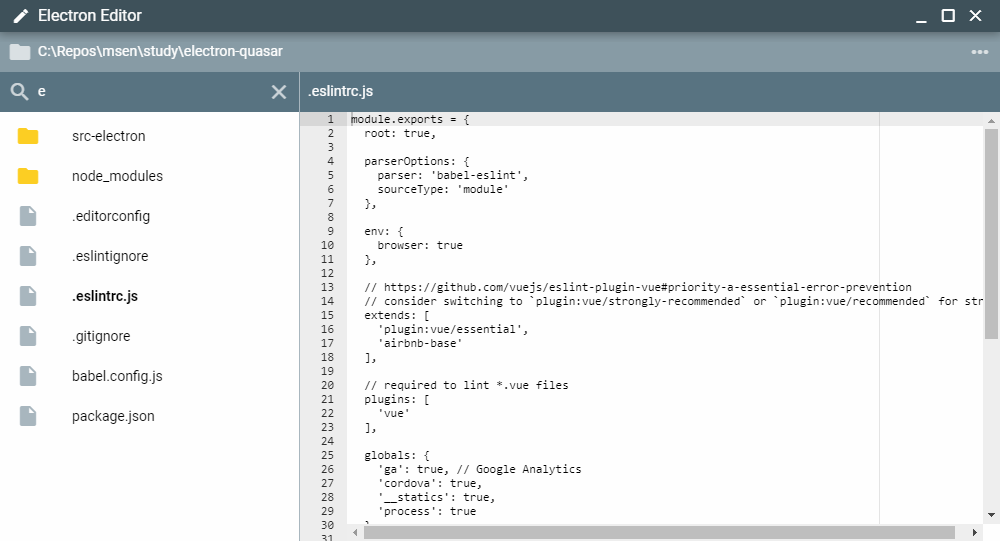 Electron Editor
C:\Repos\msen\study\electron-quasar
e
src-electron
node_modules
.editorconfig
.eslintignore
.eslintrc.js
.gitignore
babel.config.js
package.json
.eslintrc.js
1 module.exports = {
2   root: true,
3
4   parserOptions: {
5     parser: 'babel-eslint',
6     sourceType: 'module'
7   },
8
9   env: {
10     browser: true
11   },
12
13   // https://github.com/vuejs/eslint-plugin-vue#priority-a-essential-error-prevention
14   // consider switching to `plugin:vue/strongly-recommended` or `plugin:vue/recommended` for str
15   extends: [
16     'plugin:vue/essential',
17     'airbnb-base'
18   ],
19
20   // required to lint *.vue files
21   plugins: [
22     'vue'
23   ],
24
25   globals: {
26     'ga': true, // Google Analytics
27     'cordova': true,
28     '__statics': true,
29     'process': true
30   }
31